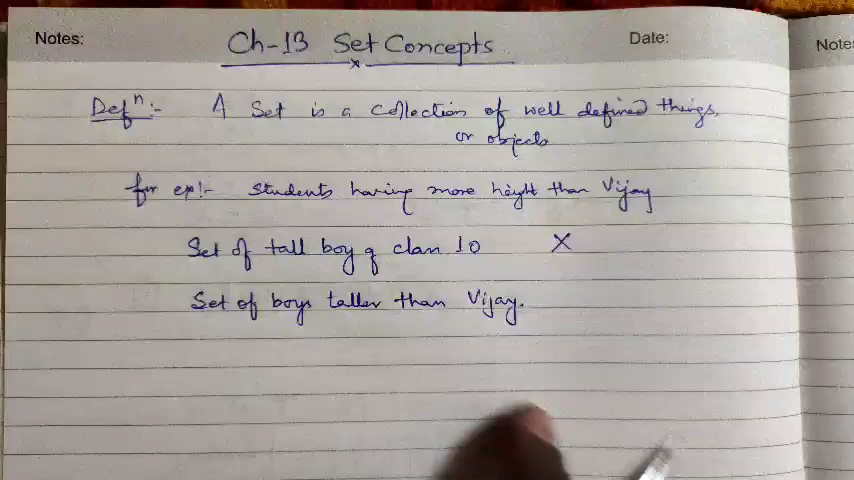 Notes:
Ch-13 Set Concepts
Date:
Note
Defⁿ:- A Set is a collection of well defined things,
or objects
for ex:- Students having more height than Vijay
Set of tall boy of class 10 X
Set of boys taller than Vijay.